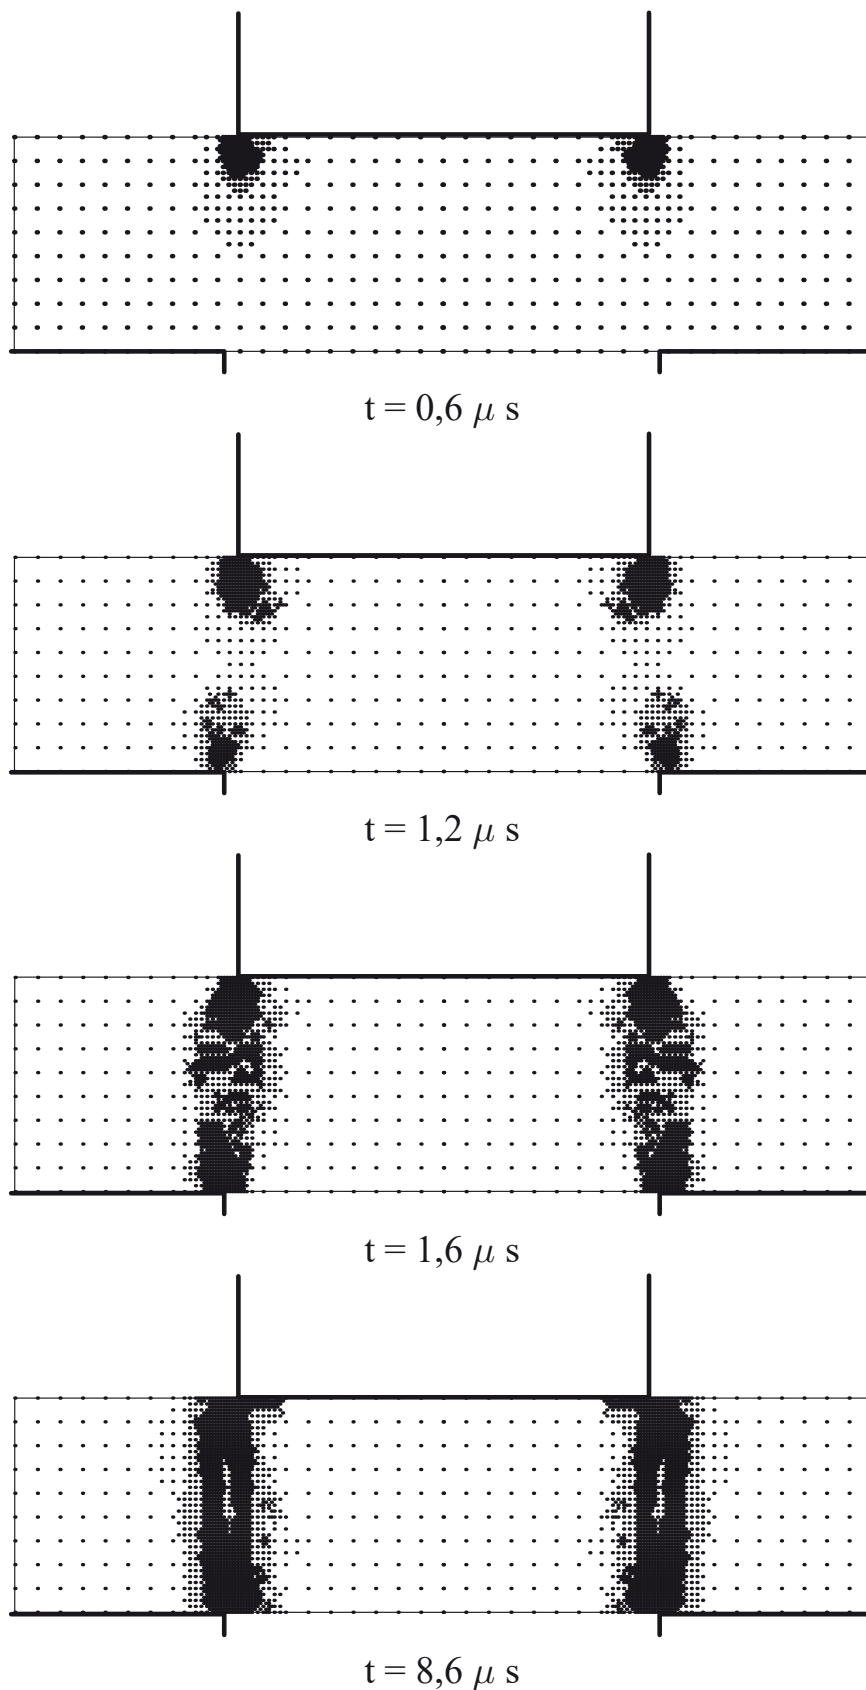 t = 0,6 μ s
t = 1,2 μ s
t = 1,6 μ s
t = 8,6 μ s